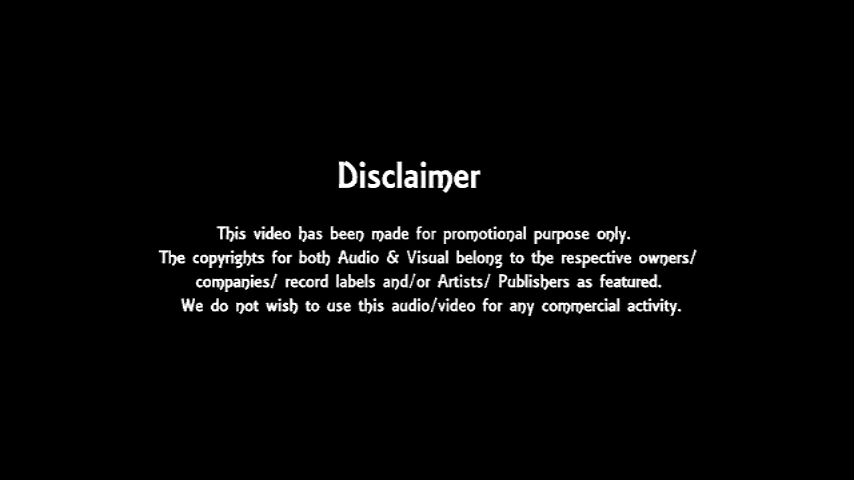 Disclaimer
This video has been made for promotional purpose only.
The copyrights for both Audio & Visual belong to the respective owners/
companies/ record labels and/or Artists/ Publishers as featured.
We do not wish to use this audio/video for any commercial activity.